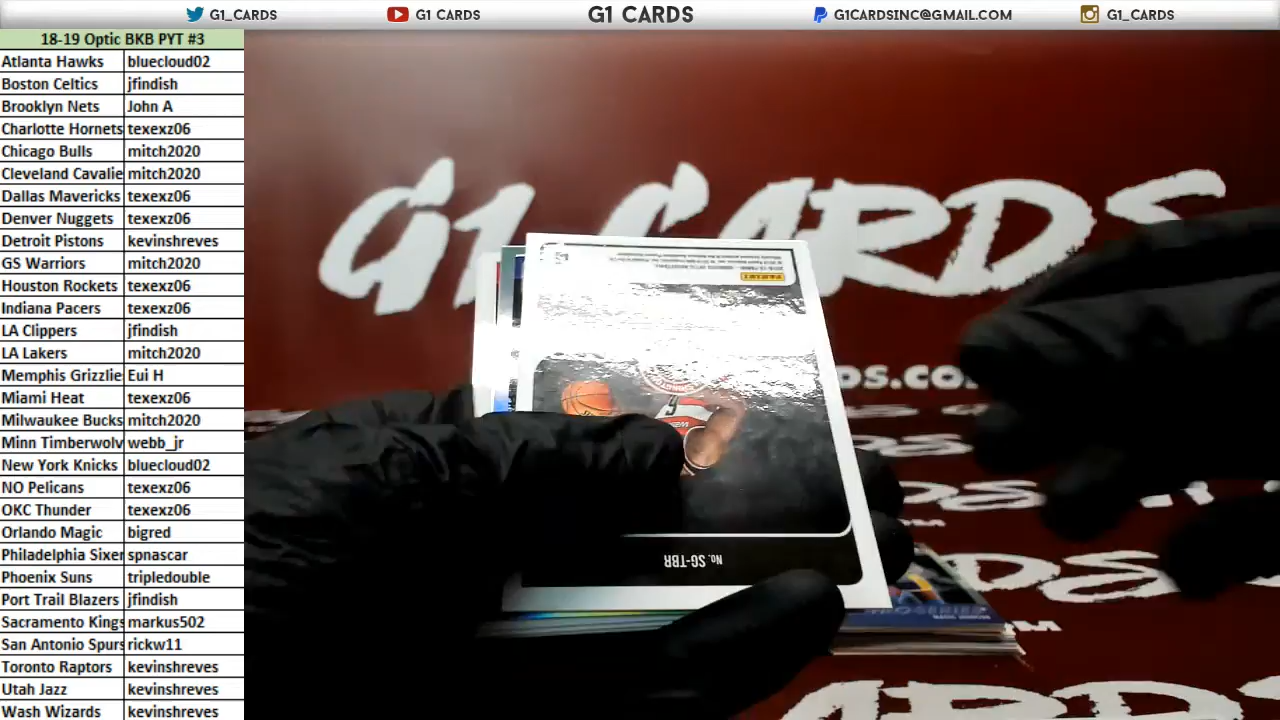 G1_CARDS
G1 CARDS
G1 CARDS
G1CARDSINC@GMAIL.COM
G1_CARDS
18-19 Optic BKB PYT #3
Atlanta Hawks bluecloud02
Boston Celtics jfindish
Brooklyn Nets John A
Charlotte Hornets texexz06
Chicago Bulls mitch2020
Cleveland Cavalie mitch2020
Dallas Mavericks texexz06
Denver Nuggets texexz06
Detroit Pistons kevinshreves
GS Warriors mitch2020
Houston Rockets texexz06
Indiana Pacers texexz06
LA Clippers jfindish
LA Lakers mitch2020
Memphis Grizzlie Eui H
Miami Heat texexz06
Milwaukee Bucks mitch2020
Minn Timberwolv webb_jr
New York Knicks bluecloud02
NO Pelicans texexz06
OKC Thunder texexz06
Orlando Magic bigred
Philadelphia Sixer spnascar
Phoenix Suns tripledouble
Port Trail Blazers jfindish
Sacramento Kings markus502
San Antonio Spurs rickw11
Toronto Raptors kevinshreves
Utah Jazz kevinshreves
Wash Wizards kevinshreves
G1 CARDS
PANINI
No. SG-TBR